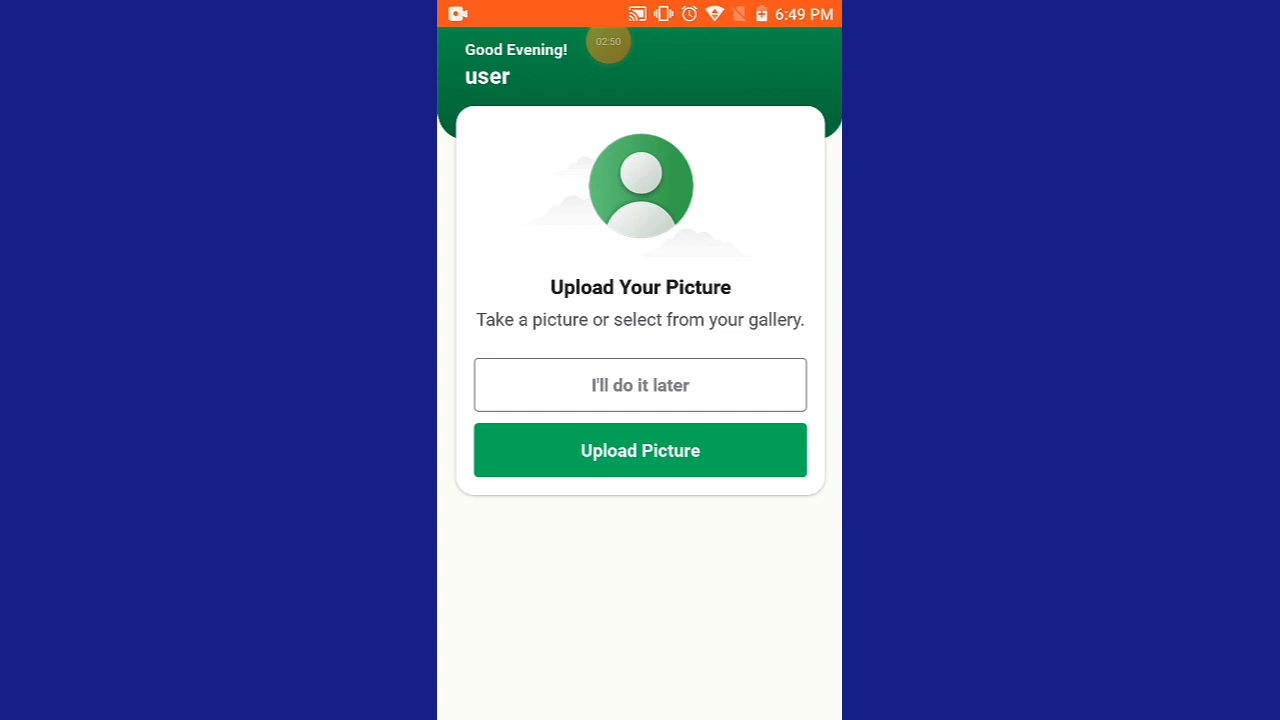 6:49 PM
Good Evening!
02:50
user
Upload Your Picture
Take a picture or select from your gallery.
I'll do it later
Upload Picture